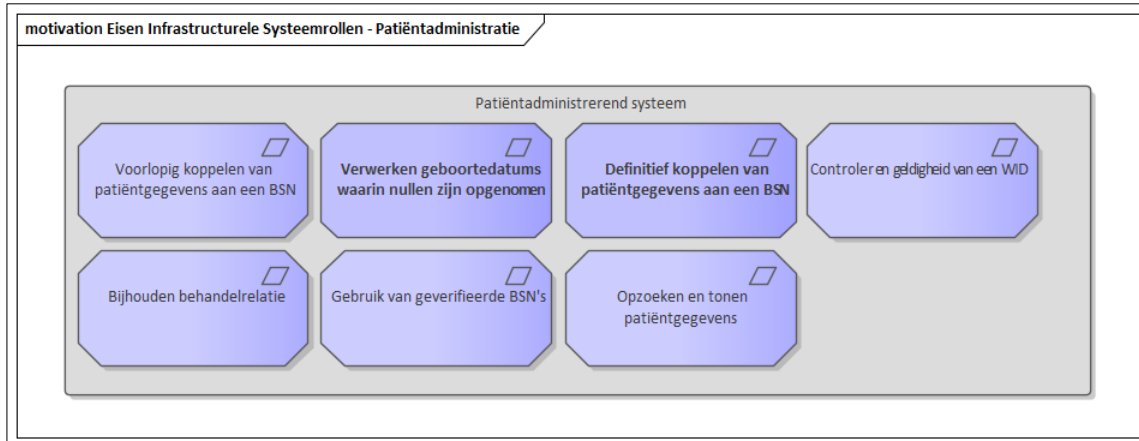 motivation Eisen Infrastructurele Systeemrollen - Patiëntadministratie
Patiëntadministrerend systeem
Voorlopig koppelen van
patiëntgegevens aan een BSN
Verwerken geboortedatums
waarin nullen zijn opgenomen
Definitief koppelen van
patiëntgegevens aan een BSN
Controleren geldigheid van een WID
Bijhouden behandelrelatie
Gebruik van geverifieerde BSN's
Opzoeken en tonen
patiëntgegevens